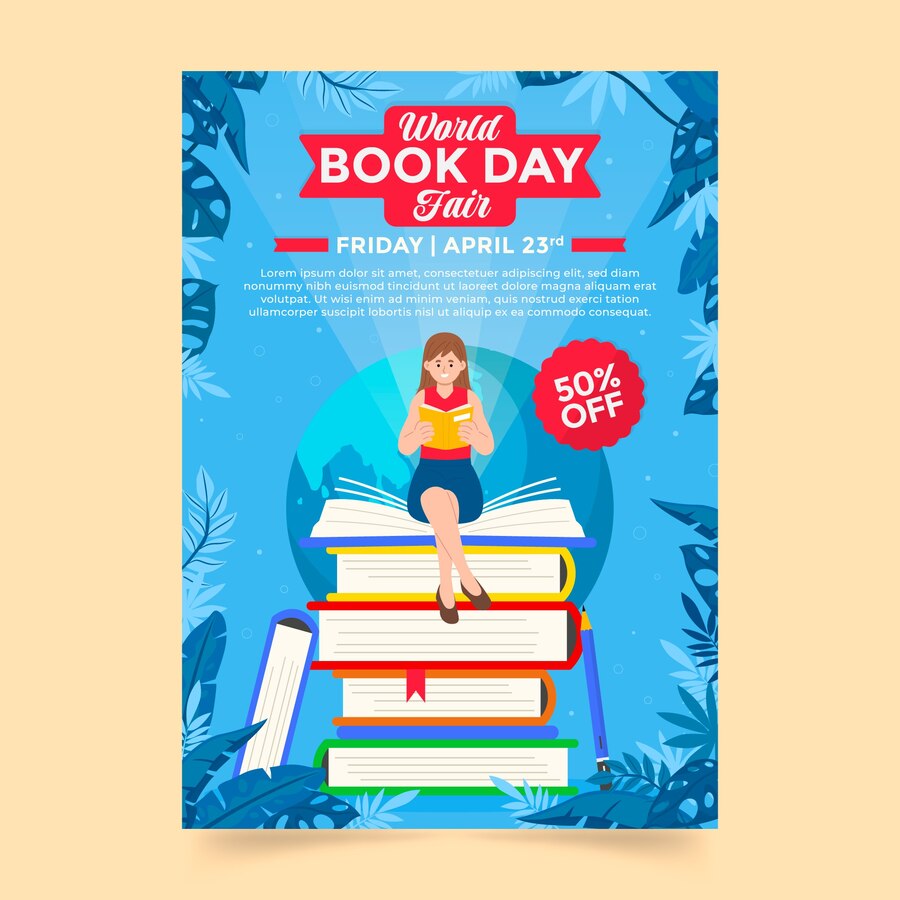 World
BOOK DAY
Fair
FRIDAY | APRIL 23rd
Lorem ipsum dolor sit amet, consectetuer adipiscing elit, sed diam
nonummy nibh euismod tincidunt ut laoreet dolore magna aliquam erat
volutpat. Ut wisi enim ad minim veniam, quis nostrud exerci tation
ullamcorper suscipit lobortis nisl ut aliquip ex ea commodo consequat.
50%
OFF